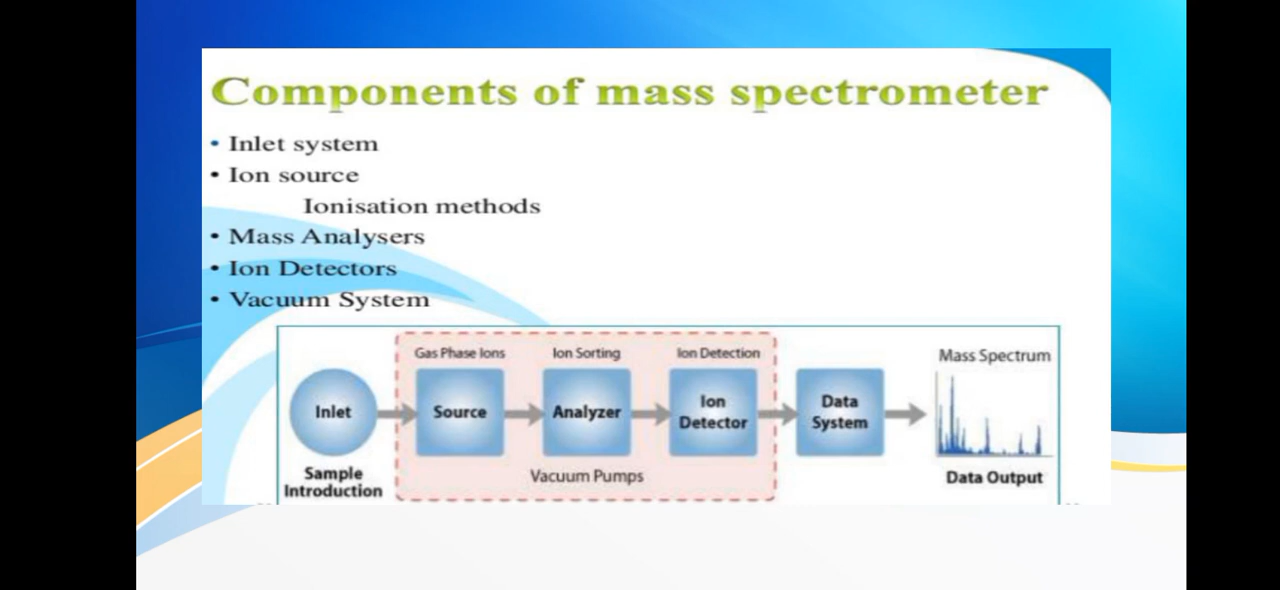 Components of mass spectrometer
• Inlet system
• Ion source
Ionisation methods
• Mass Analysers
• Ion Detectors
• Vacuum System
Gas Phase Ions
Ion Sorting
Ion Detection
Mass Spectrum
Inlet
Source
Analyzer
Ion
Detector
Data
System
Sample
Introduction
Vacuum Pumps
Data Output